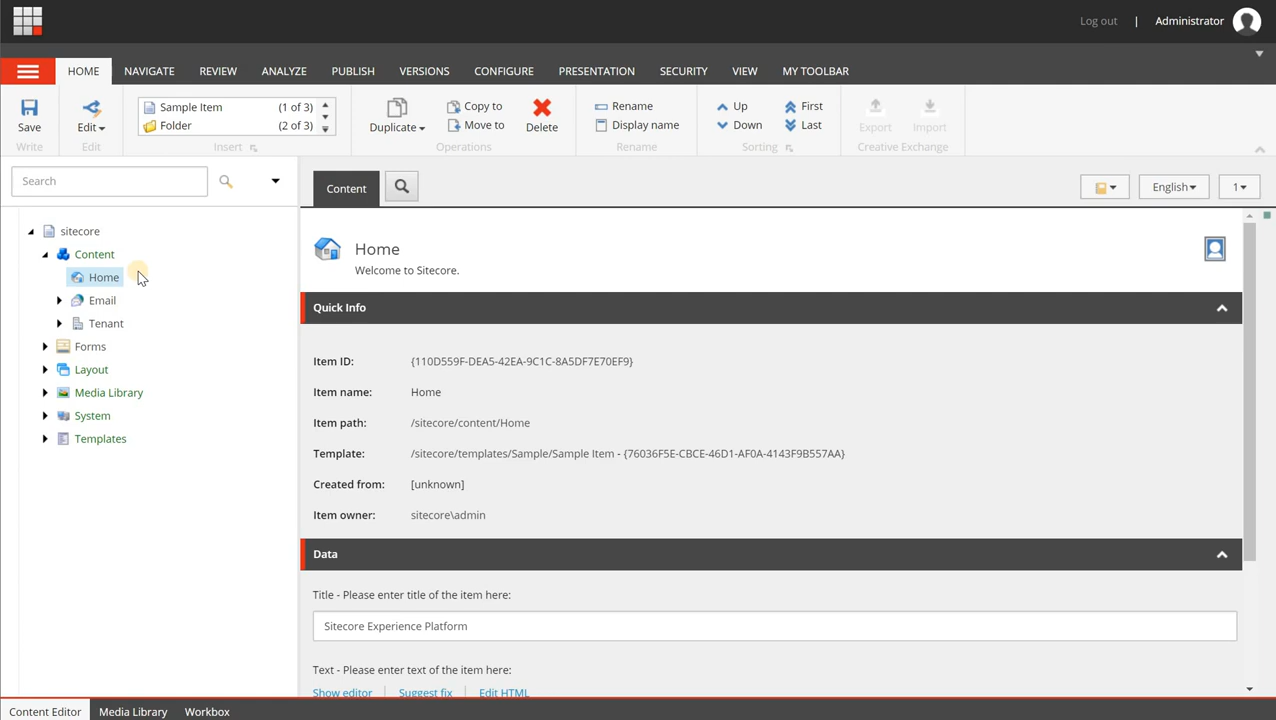 Log out | Administrator
HOME NAVIGATE REVIEW ANALYZE PUBLISH VERSIONS CONFIGURE PRESENTATION SECURITY VIEW MY TOOLBAR
Save
Write
Edit
Edit
Sample Item (1 of 3)
Folder (2 of 3)
Insert
Duplicate
Copy to
Move to
Delete
Operations
Rename
Display name
Rename
Up
Down
First
Last
Sorting
Export
Import
Creative Exchange
Search
sitecore
Content
Home
Email
Tenant
Forms
Layout
Media Library
System
Templates
Content
English
1
Home
Welcome to Sitecore.
Quick Info
Item ID: {110D559F-DEA5-42EA-9C1C-8A5DF7E70EF9}
Item name: Home
Item path: /sitecore/content/Home
Template: /sitecore/templates/Sample/Sample Item - {76036F5E-CBCE-46D1-AF0A-4143F9B557AA}
Created from: [unknown]
Item owner: sitecore\admin
Data
Title - Please enter title of the item here:
Sitecore Experience Platform
Text - Please enter text of the item here:
Show editor | Suggest fix | Edit HTML
Content Editor Media Library Workbox